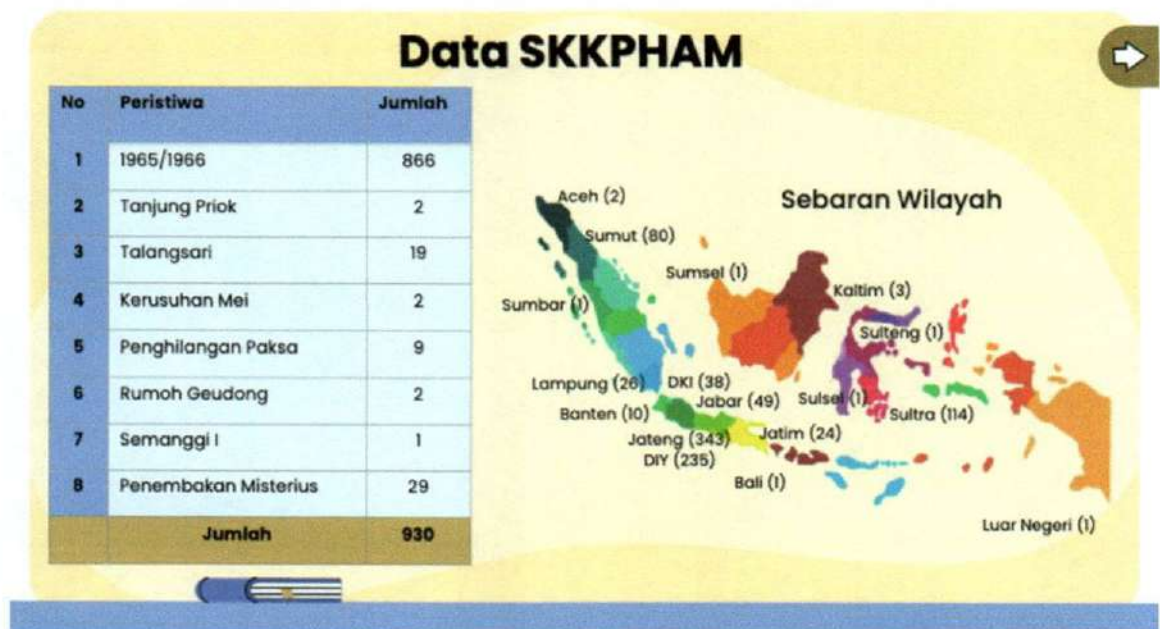 Data SKKPHAM
No Peristiwa Jumlah
1 1965/1966 866
2 Tanjung Priok 2
3 Talangsari 19
4 Kerusuhan Mei 2
5 Penghilangan Paksa 9
6 Rumoh Geudong 2
7 Semanggi I 1
8 Penembakan Misterius 29
Jumlah 930
Sebaran Wilayah
Aceh (2)
Sumut (80)
Sumsel (1)
Kaltim (3)
Sumbar (1)
Sulteng (1)
Lampung (26)
DKI (38)
Jabar (49)
Sulsel (1)
Sultra (114)
Banten (10)
Jateng (343)
Jatim (24)
DIY (235)
Bali (1)
Luar Negeri (1)